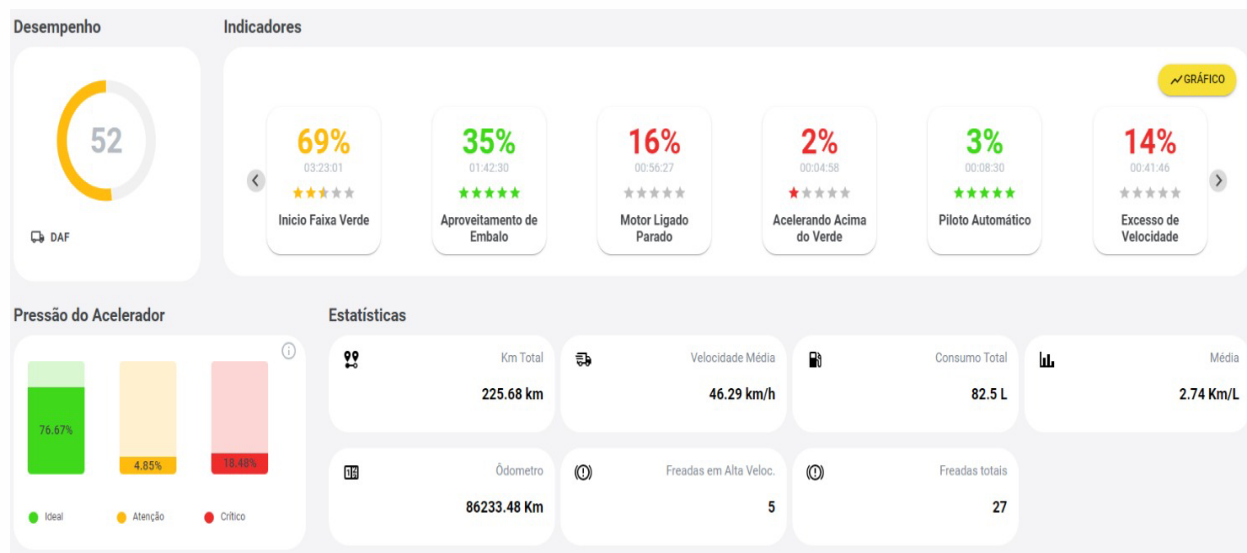 Desempenho
Indicadores
52
DAF
GRÁFICO
69%
03:23:01
Inicio Faixa Verde
35%
01:42:30
Aproveitamento de
Embalo
16%
00:56:27
Motor Ligado
Parado
2%
00:04:58
Acelerando Acima
do Verde
3%
00:08:30
Piloto Automático
14%
00:41:46
Excesso de
Velocidade
Pressão do Acelerador
76.67%
4.85%
18.48%
Ideal
Atenção
Crítico
Estatísticas
Km Total
225.68 km
Velocidade Média
46.29 km/h
Consumo Total
82.5 L
Média
2.74 Km/L
Ôdometro
86233.48 Km
Freadas em Alta Veloc.
5
Freadas totais
27